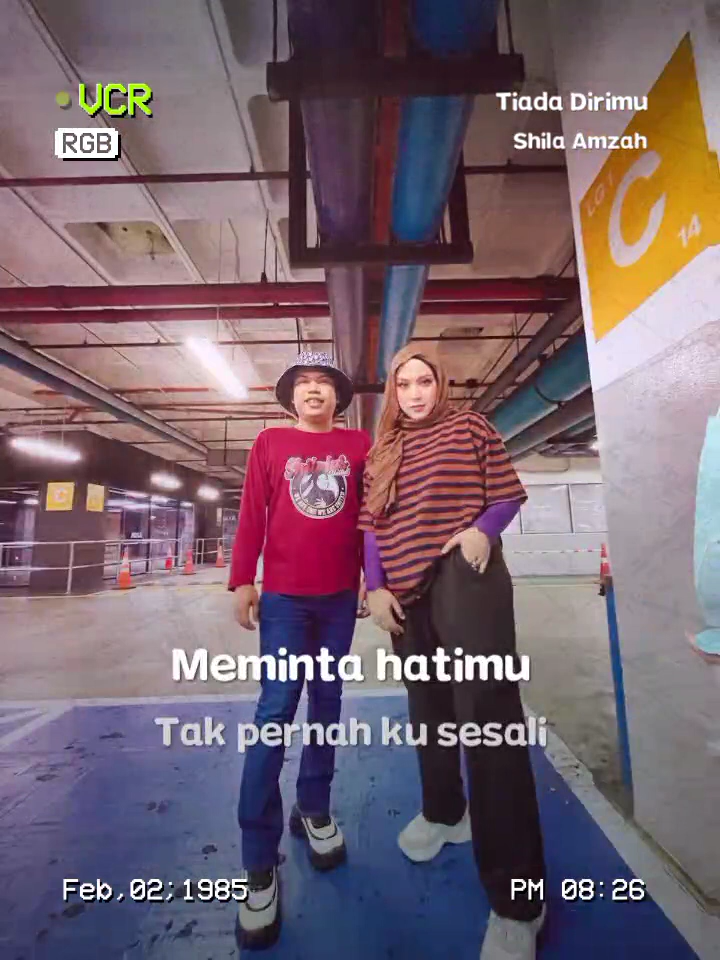 VCR
RGB
Tiada Dirimu
Shila Amzah
LG1
C
14
Meminta hatimu
Tak pernah ku sesali
Feb,02;1985
PM 08:26